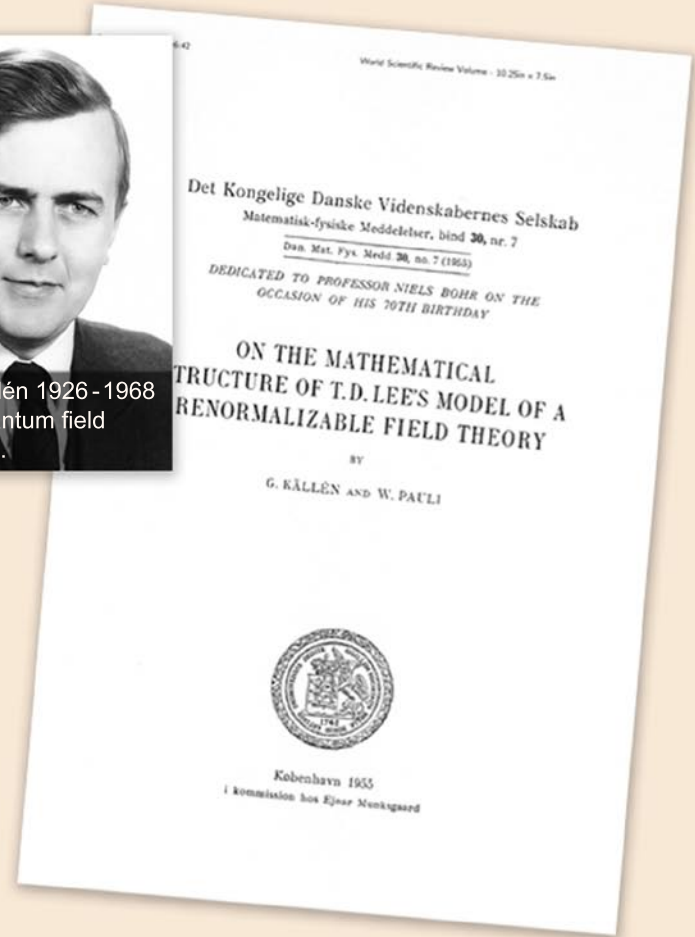 6:42
World Scientific Review Volume - 10.25in x 7.5in
Det Kongelige Danske Videnskabernes Selskab
Matematisk-fysiske Meddelelser, bind 30, nr. 7
Dan. Mat. Fys. Medd. 30, no. 7 (1955)
DEDICATED TO PROFESSOR NIELS BOHR ON THE
OCCASION OF HIS 70TH BIRTHDAY
ON THE MATHEMATICAL
TRUCTURE OF T.D. LEE'S MODEL OF A
RENORMALIZABLE FIELD THEORY
BY
G. KÄLLÉN AND W. PAULI
1742
København 1955
i kommission hos Ejnar Munksgaard
lén 1926-1968
ntum field
.